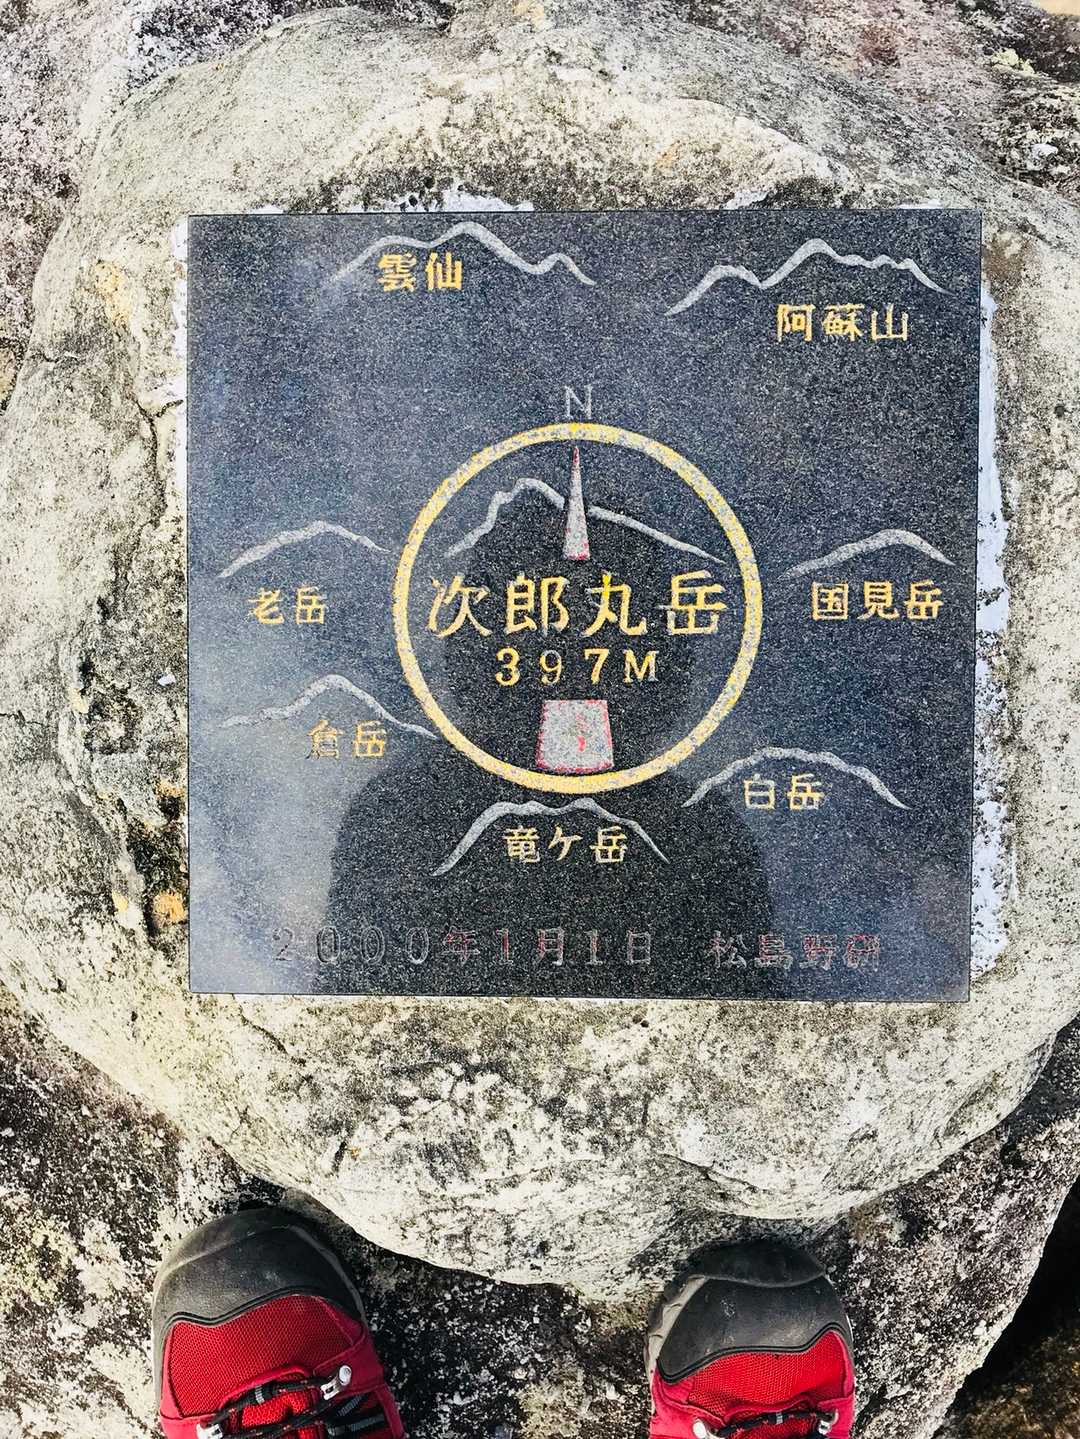 雲仙
阿蘇山
N
老岳
次郎丸岳
国見岳
397M
倉岳
白岳
竜ケ岳
2000年1月1日 松島野研